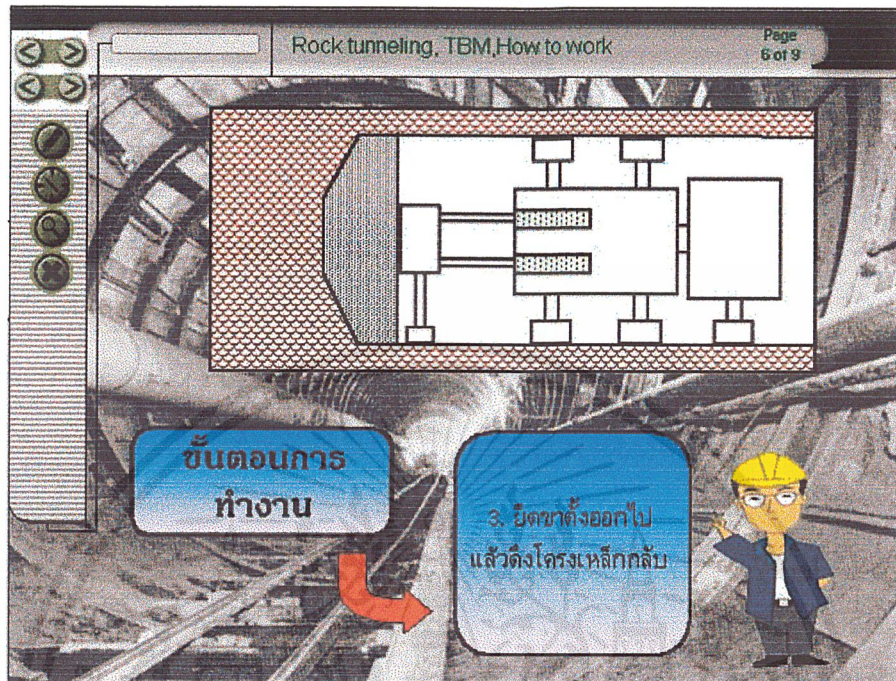 Rock tunneling, TBM,How to work
Page
6 of 9
ขั้นตอนการ
ทำงาน
3. ยืดขาตั้งออกไป
แล้วดึงโครงเหล็กกลับ